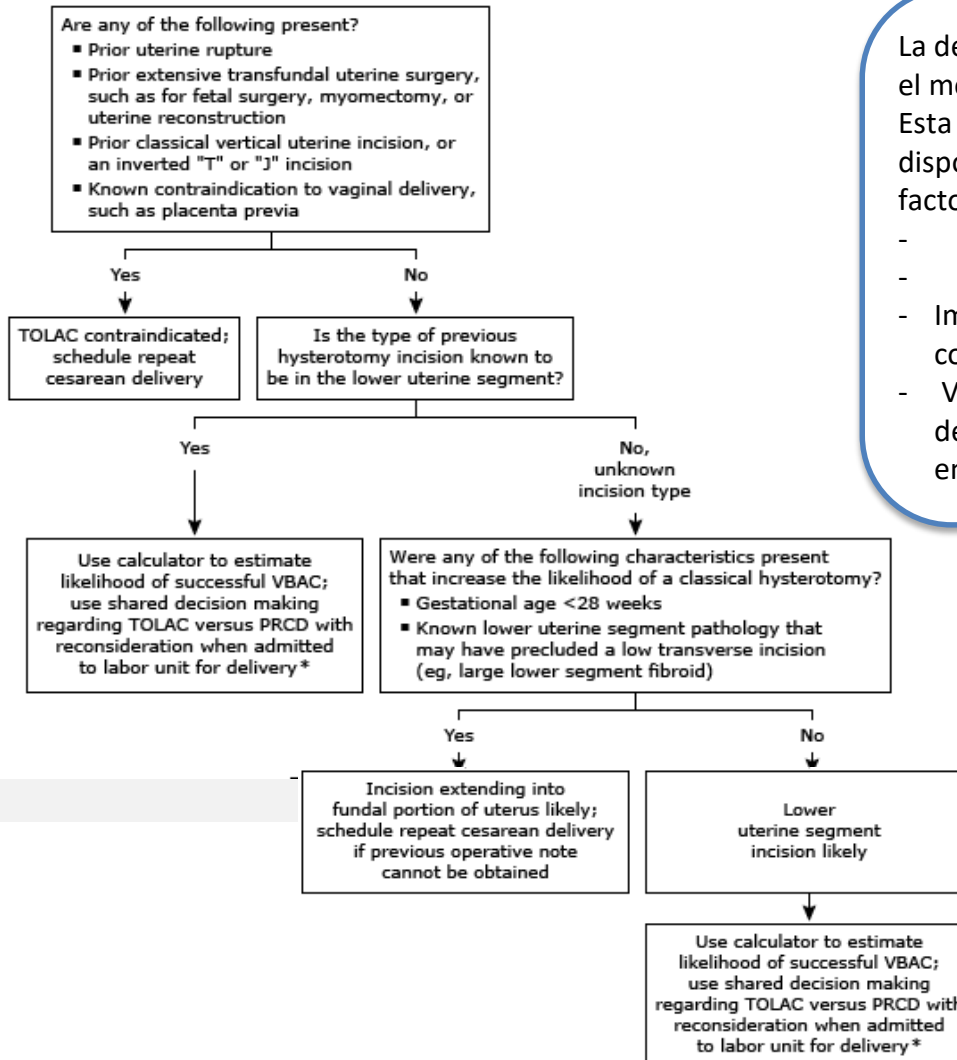 Are any of the following present?
▪ Prior uterine rupture
▪ Prior extensive transfundal uterine surgery,
such as for fetal surgery, myomectomy, or
uterine reconstruction
▪ Prior classical vertical uterine incision, or
an inverted "T" or "J" incision
▪ Known contraindication to vaginal delivery,
such as placenta previa
Yes
No
TOLAC contraindicated;
schedule repeat
cesarean delivery
Is the type of previous
hysterotomy incision known to
be in the lower uterine segment?
Yes
No,
unknown
incision type
Use calculator to estimate
likelihood of successful VBAC;
use shared decision making
regarding TOLAC versus PRCD with
reconsideration when admitted
to labor unit for delivery*
Were any of the following characteristics present
that increase the likelihood of a classical hysterotomy?
▪ Gestational age <28 weeks
▪ Known lower uterine segment pathology that
may have precluded a low transverse incision
(eg, large lower segment fibroid)
Yes
No
Incision extending into
fundal portion of uterus likely;
schedule repeat cesarean delivery
if previous operative note
cannot be obtained
Lower
uterine segment
incision likely
Use calculator to estimate
likelihood of successful VBAC;
use shared decision making
regarding TOLAC versus PRCD with
reconsideration when admitted
to labor unit for delivery*
La
el
Esta
-
-
-
-